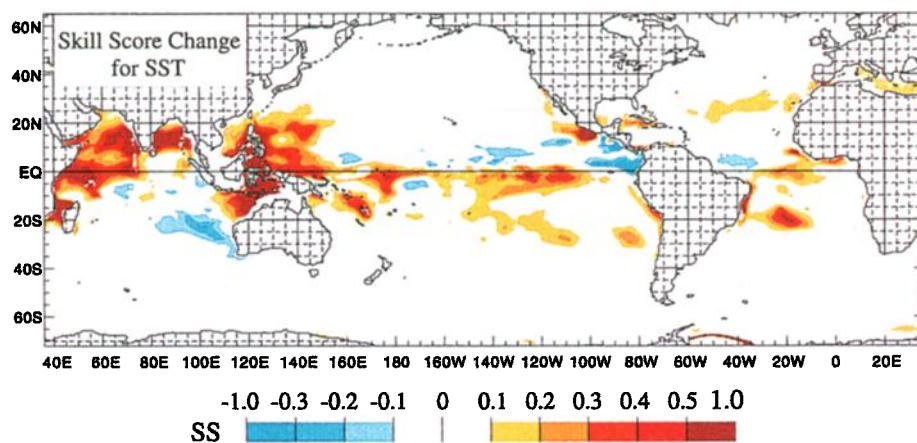 Skill Score Change
for SST
60N
40N
20N
EQ
20S
40S
60S
40E 60E 80E 100E 120E 140E 160E 180 160W 140W 120W 100W 80W 60W 40W 20W 0 20E
-1.0 -0.3 -0.2 -0.1 0 0.1 0.2 0.3 0.4 0.5 1.0
SS